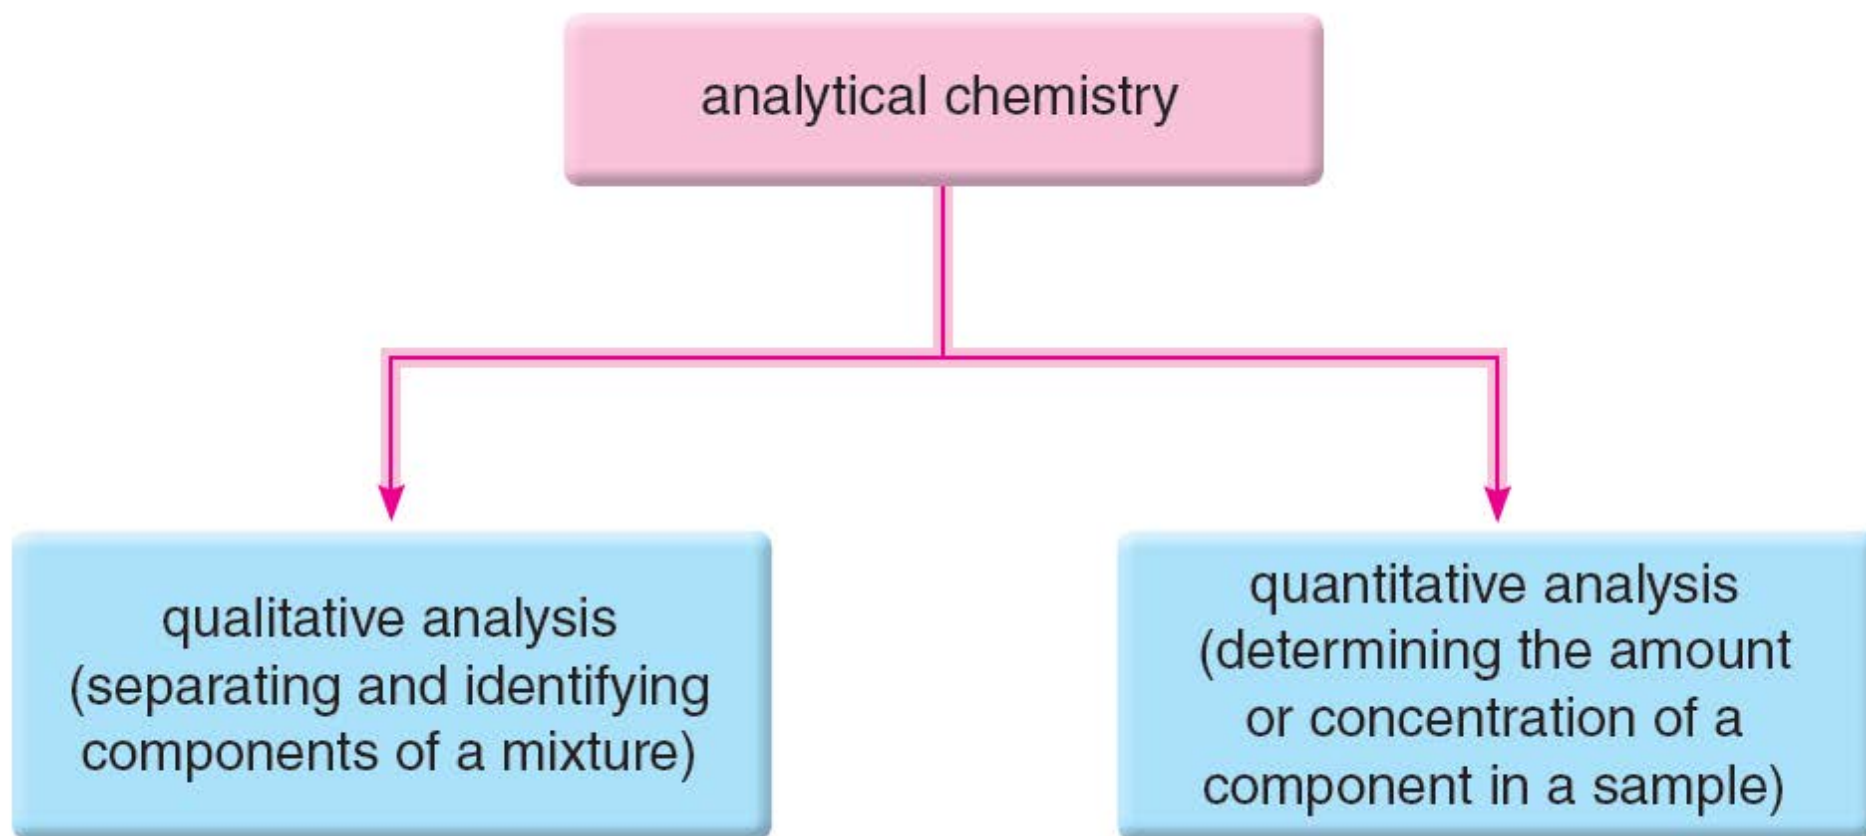 analytical chemistry
qualitative analysis
(separating and identifying
components of a mixture)
quantitative analysis
(determining the amount
or concentration of a
component in a sample)